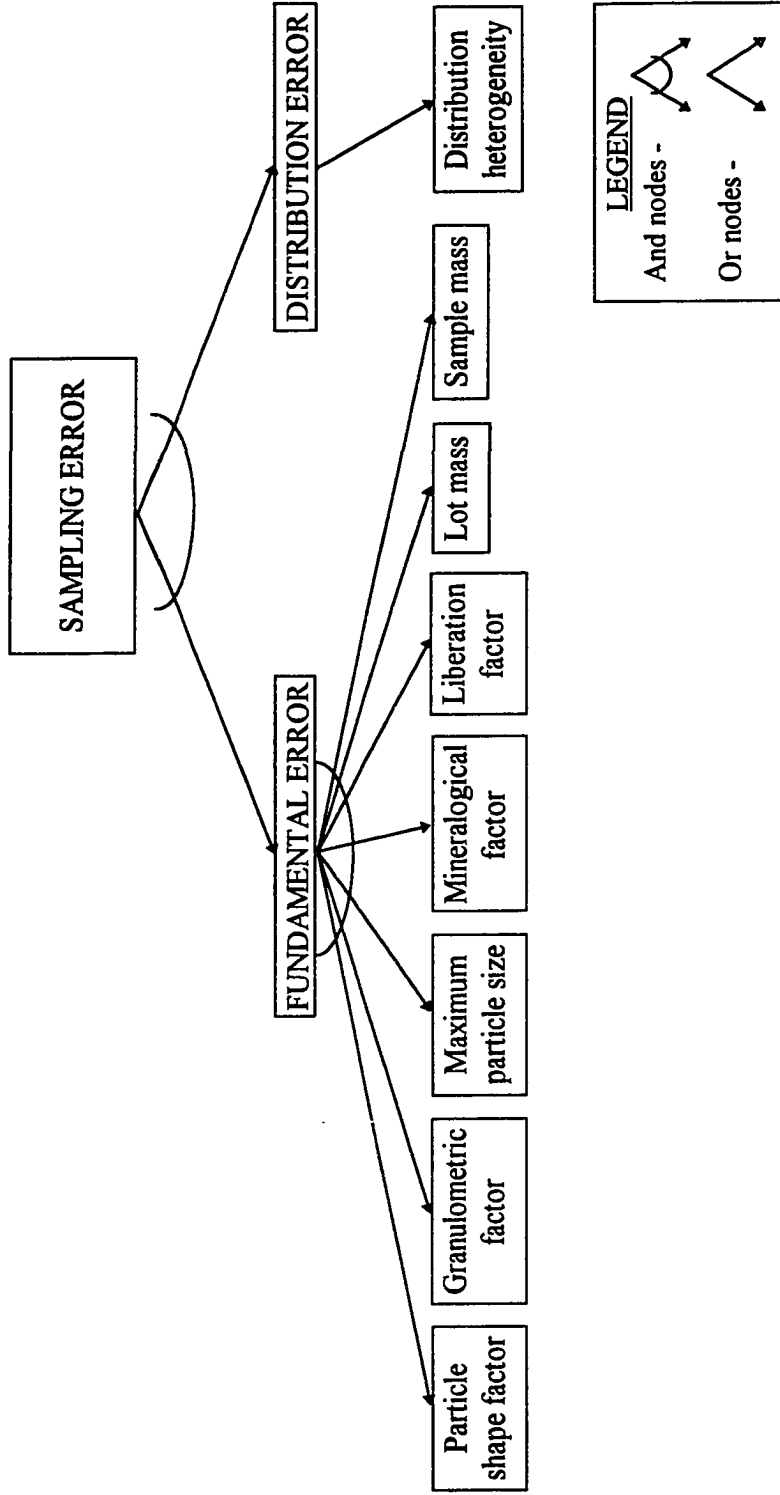 SAMPLING ERROR
FUNDAMENTAL ERROR
DISTRIBUTION ERROR
Particle
shape factor
Granulometric
factor
Maximum
particle size
Mineralogical
factor
Liberation
factor
Lot mass
Sample mass
Distribution
heterogeneity
LEGEND
And nodes -
Or nodes -